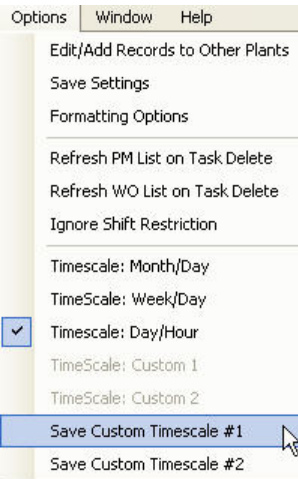 Options Window Help
Edit/Add Records to Other Plants
Save Settings
Formatting Options
Refresh PM List on Task Delete
Refresh WO List on Task Delete
Ignore Shift Restriction
Timescale: Month/Day
TimeScale: Week/Day
Timescale: Day/Hour
TimeScale: Custom 1
TimeScale: Custom 2
Save Custom Timescale #1
Save Custom Timescale #2